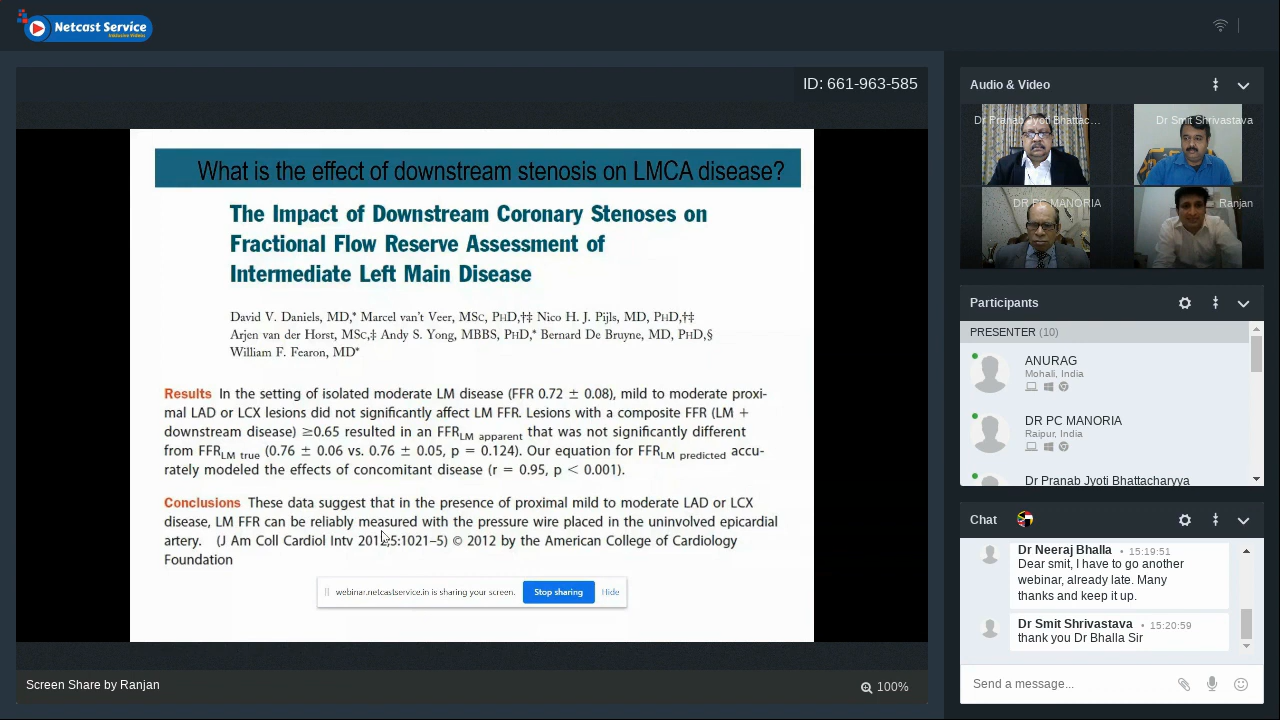 Netcast Service
ID: 661-963-585
What is the effect of downstream stenosis on LMCA disease?
The Impact of Downstream Coronary Stenoses on
Fractional Flow Reserve Assessment of
Intermediate Left Main Disease
David V. Daniels, MD,* Marcel van't Veer, MSc, PhD,†‡ Nico H. J. Pijls, MD, PhD,†‡
Arjen van der Horst, MSc,‡ Andy S. Yong, MBBS, PhD,* Bernard De Bruyne, MD, PhD,§
William F. Fearon, MD*
Results In the setting of isolated moderate LM disease (FFR 0.72 ± 0.08), mild to moderate proxi-
mal LAD or LCX lesions did not significantly affect LM FFR. Lesions with a composite FFR (LM +
downstream disease) ≥0.65 resulted in an FFR LM apparent that was not significantly different
from FFR LM true (0.76 ± 0.06 vs. 0.76 ± 0.05, p = 0.124). Our equation for FFR LM predicted accu-
rately modeled the effects of concomitant disease (r = 0.95, p < 0.001).
Conclusions These data suggest that in the presence of proximal mild to moderate LAD or LCX
disease, LM FFR can be reliably measured with the pressure wire placed in the uninvolved epicardial
artery. (J Am Coll Cardiol Intv 2012;5:1021–5) © 2012 by the American College of Cardiology
Foundation
webinar.netcastservice.in is sharing your screen.
Stop sharing
Hide
Screen Share by Ranjan
100%
Audio & Video
Dr Pranab Jyoti Bhattac...
Dr Smit Shrivastava
DR PC MANORIA
Ranjan
Participants
PRESENTER (10)
ANURAG
Mohali, India
DR PC MANORIA
Raipur, India
Dr Pranab Jyoti Bhattacharyya
Chat
Dr Neeraj Bhalla • 15:19:51
Dear smit, I have to go another
webinar, already late. Many
thanks and keep it up.
Dr Smit Shrivastava • 15:20:59
thank you Dr Bhalla Sir
Send a message...